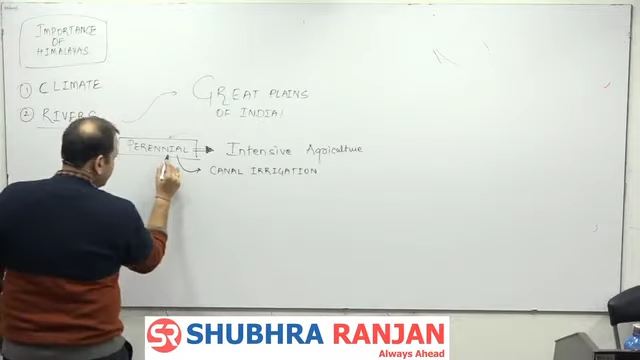 IMPORTANCE
OF
HIMALAYAS
① CLIMATE
② RIVERS
GREAT PLAINS
OF INDIA
PERENNIAL
Intensive Agriculture
CANAL IRRIGATION
SR SHUBHRA RANJAN
Always Ahead